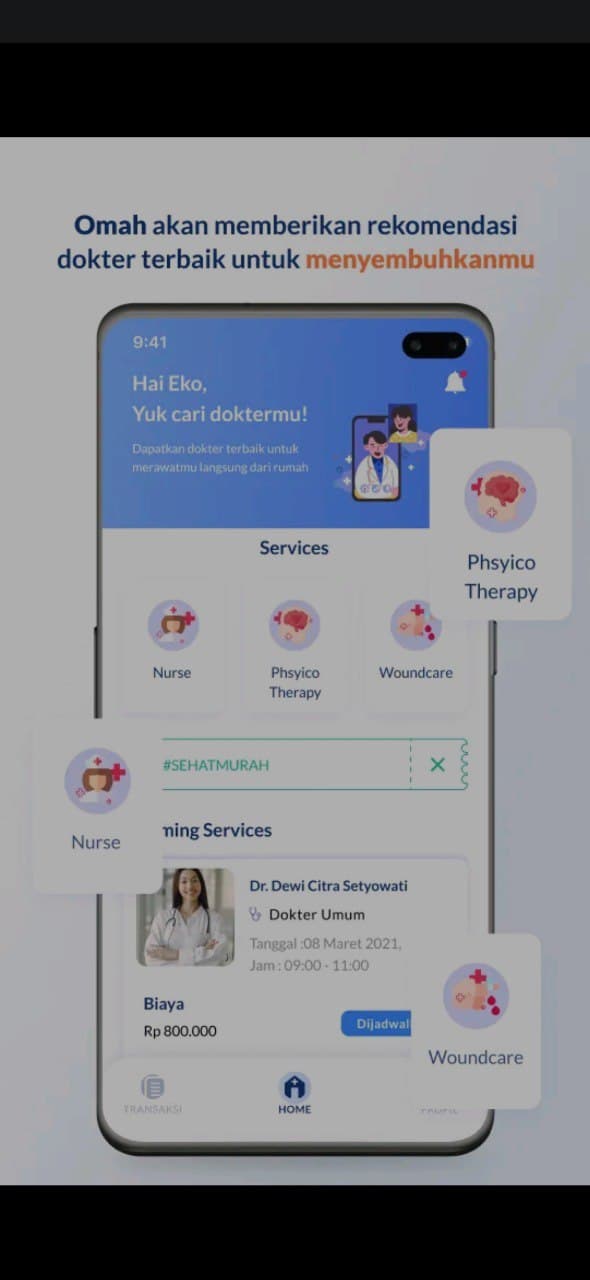 Omah akan memberikan rekomendasi
dokter terbaik untuk menyembuhkanmu
9:41
Hai Eko,
Yuk cari doktermu!
Dapatkan dokter terbaik untuk
merawatmu langsung dari rumah
Phsyico
Therapy
Services
Nurse
Phsyico
Therapy
Woundcare
#SEHATMURAH
Nurse
ming Services
Dr. Dewi Citra Setyowati
Dokter Umum
Tanggal :08 Maret 2021,
Jam : 09:00 - 11:00
Biaya
Rp 800.000
Dijadwal
Woundcare
TRANSAKSI
HOME
PROFIL